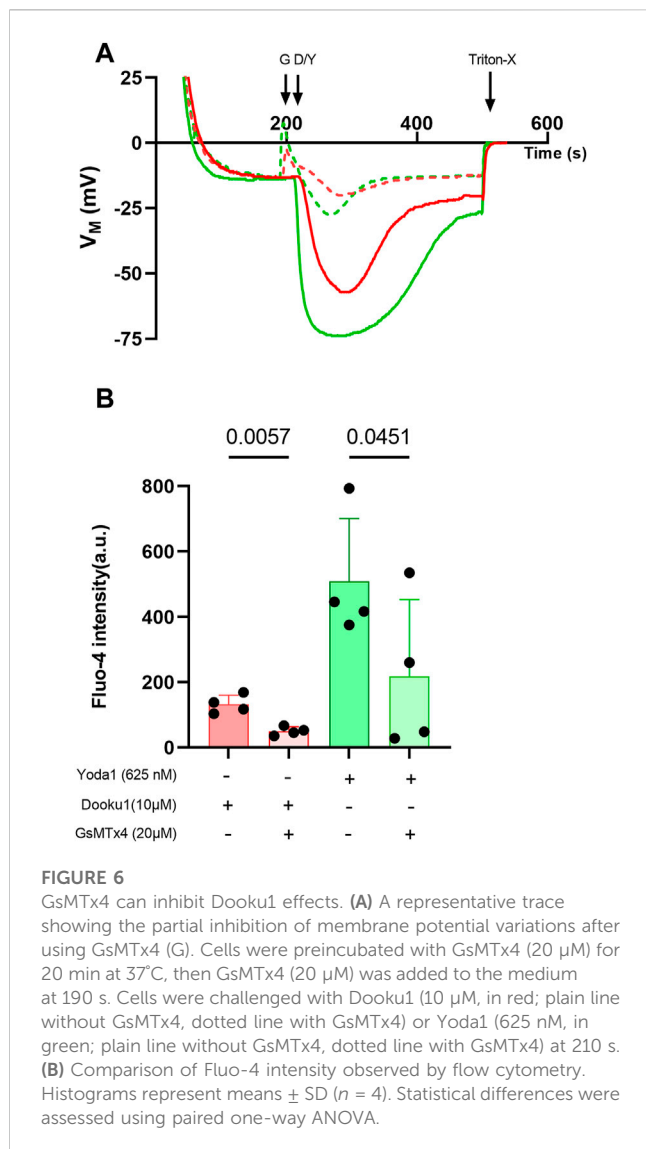 A
G D/Y
Triton-X
25
0
-25
-50
-75
200
400
600
Time (s)
V_M (mV)
B
0.0057
0.0451
800
600
400
200
0
Fluo-4 intensity(a.u.)
Yoda1 (625 nM) - - + +
Dooku1(10µM) + + - -
GsMTx4 (20µM) - + - +
FIGURE 6
GsMTx4 can inhibit Dooku1 effects. (A) A representative trace
showing the partial inhibition of membrane potential variations after
using GsMTx4 (G). Cells were preincubated with GsMTx4 (20 µM) for
20 min at 37°C, then GsMTx4 (20 µM) was added to the medium
at 190 s. Cells were challenged with Dooku1 (10 µM, in red; plain line
without GsMTx4, dotted line with GsMTx4) or Yoda1 (625 nM, in
green; plain line without GsMTx4, dotted line with GsMTx4) at 210 s.
(B) Comparison of Fluo-4 intensity observed by flow cytometry.
Histograms represent means ± SD (n = 4). Statistical differences were
assessed using paired one-way ANOVA.